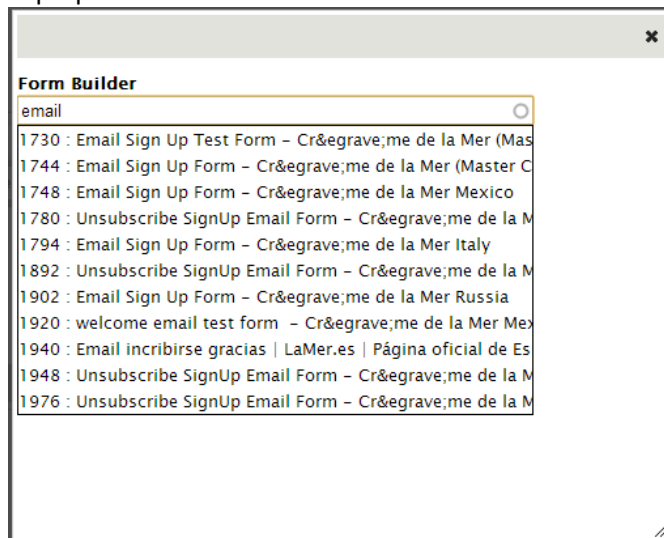 Form Builder
email
1730 : Email Sign Up Test Form – Cr&egrave;me de la Mer (Mas
1744 : Email Sign Up Form – Cr&egrave;me de la Mer (Master C
1748 : Email Sign Up Form – Cr&egrave;me de la Mer Mexico
1780 : Unsubscribe SignUp Email Form – Cr&egrave;me de la M
1794 : Email Sign Up Form – Cr&egrave;me de la Mer Italy
1892 : Unsubscribe SignUp Email Form – Cr&egrave;me de la M
1902 : Email Sign Up Form – Cr&egrave;me de la Mer Russia
1920 : welcome email test form – Cr&egrave;me de la Mer Mex
1940 : Email incribirse gracias | LaMer.es | Página oficial de Es
1948 : Unsubscribe SignUp Email Form – Cr&egrave;me de la M
1976 : Unsubscribe SignUp Email Form – Cr&egrave;me de la M